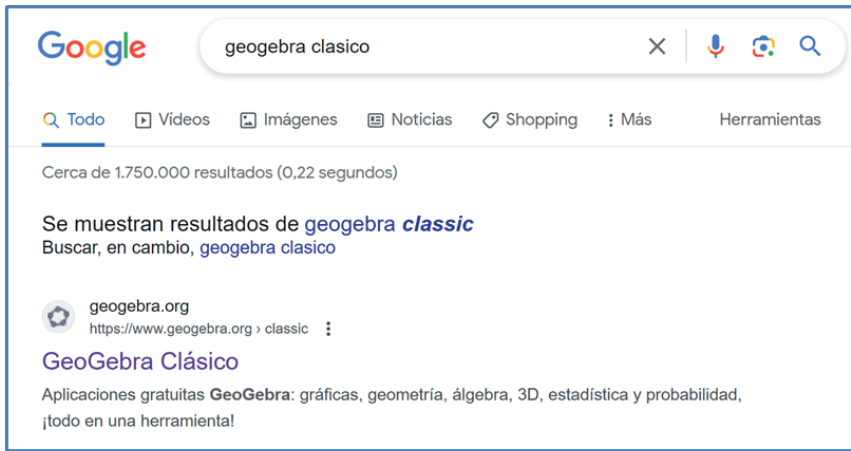 Google
geogebra clasico
Todo Vídeos Imágenes Noticias Shopping Más Herramientas
Cerca de 1.750.000 resultados (0,22 segundos)
Se muestran resultados de geogebra classic
Buscar, en cambio, geogebra clasico
geogebra.org
https://www.geogebra.org › classic
GeoGebra Clásico
Aplicaciones gratuitas GeoGebra: gráficas, geometría, álgebra, 3D, estadística y probabilidad,
¡todo en una herramienta!